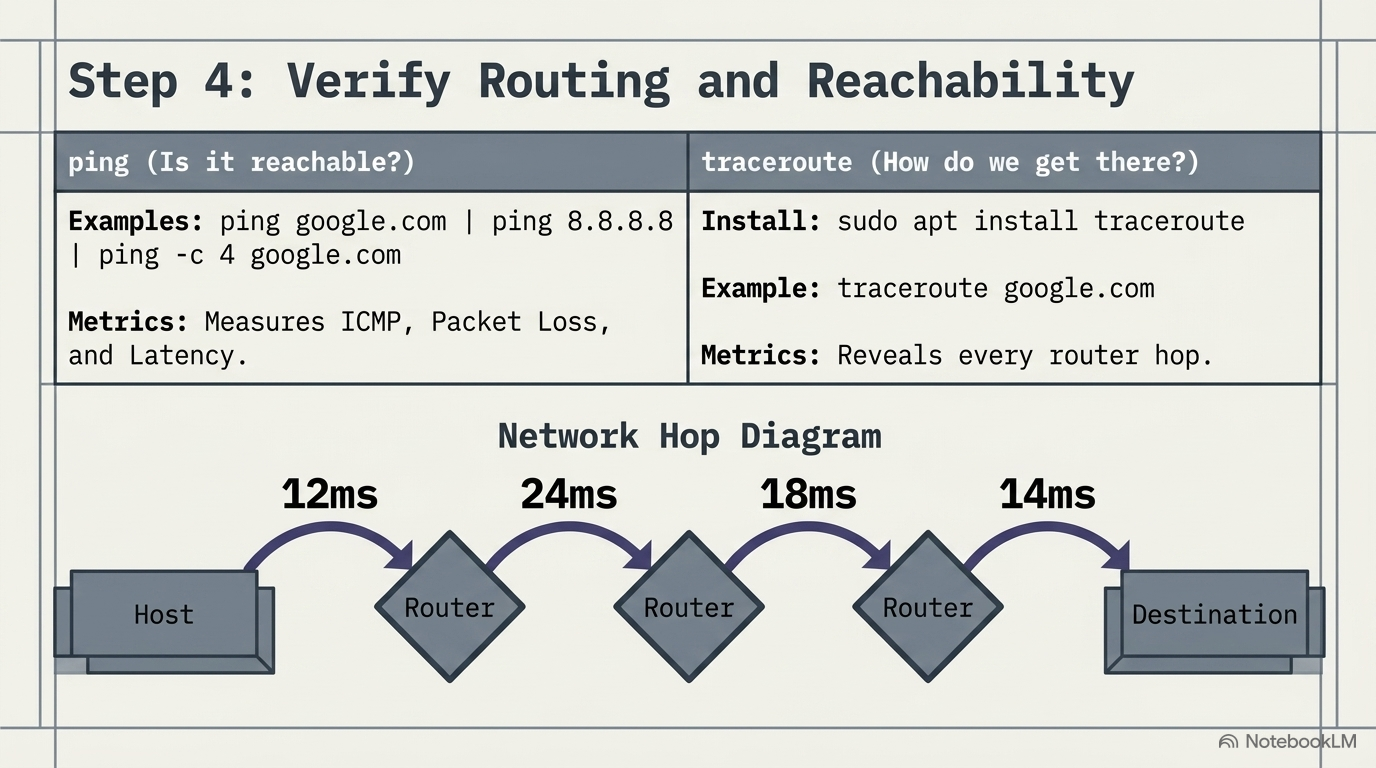 Step 4: Verify Routing and Reachability
ping (Is it reachable?)
Examples: ping google.com | ping 8.8.8.8
| ping -c 4 google.com
Metrics: Measures ICMP, Packet Loss,
and Latency.
traceroute (How do we get there?)
Install: sudo apt install traceroute
Example: traceroute google.com
Metrics: Reveals every router hop.
Network Hop Diagram
12ms
24ms
18ms
14ms
Host
Router
Router
Router
Destination
NotebookLM